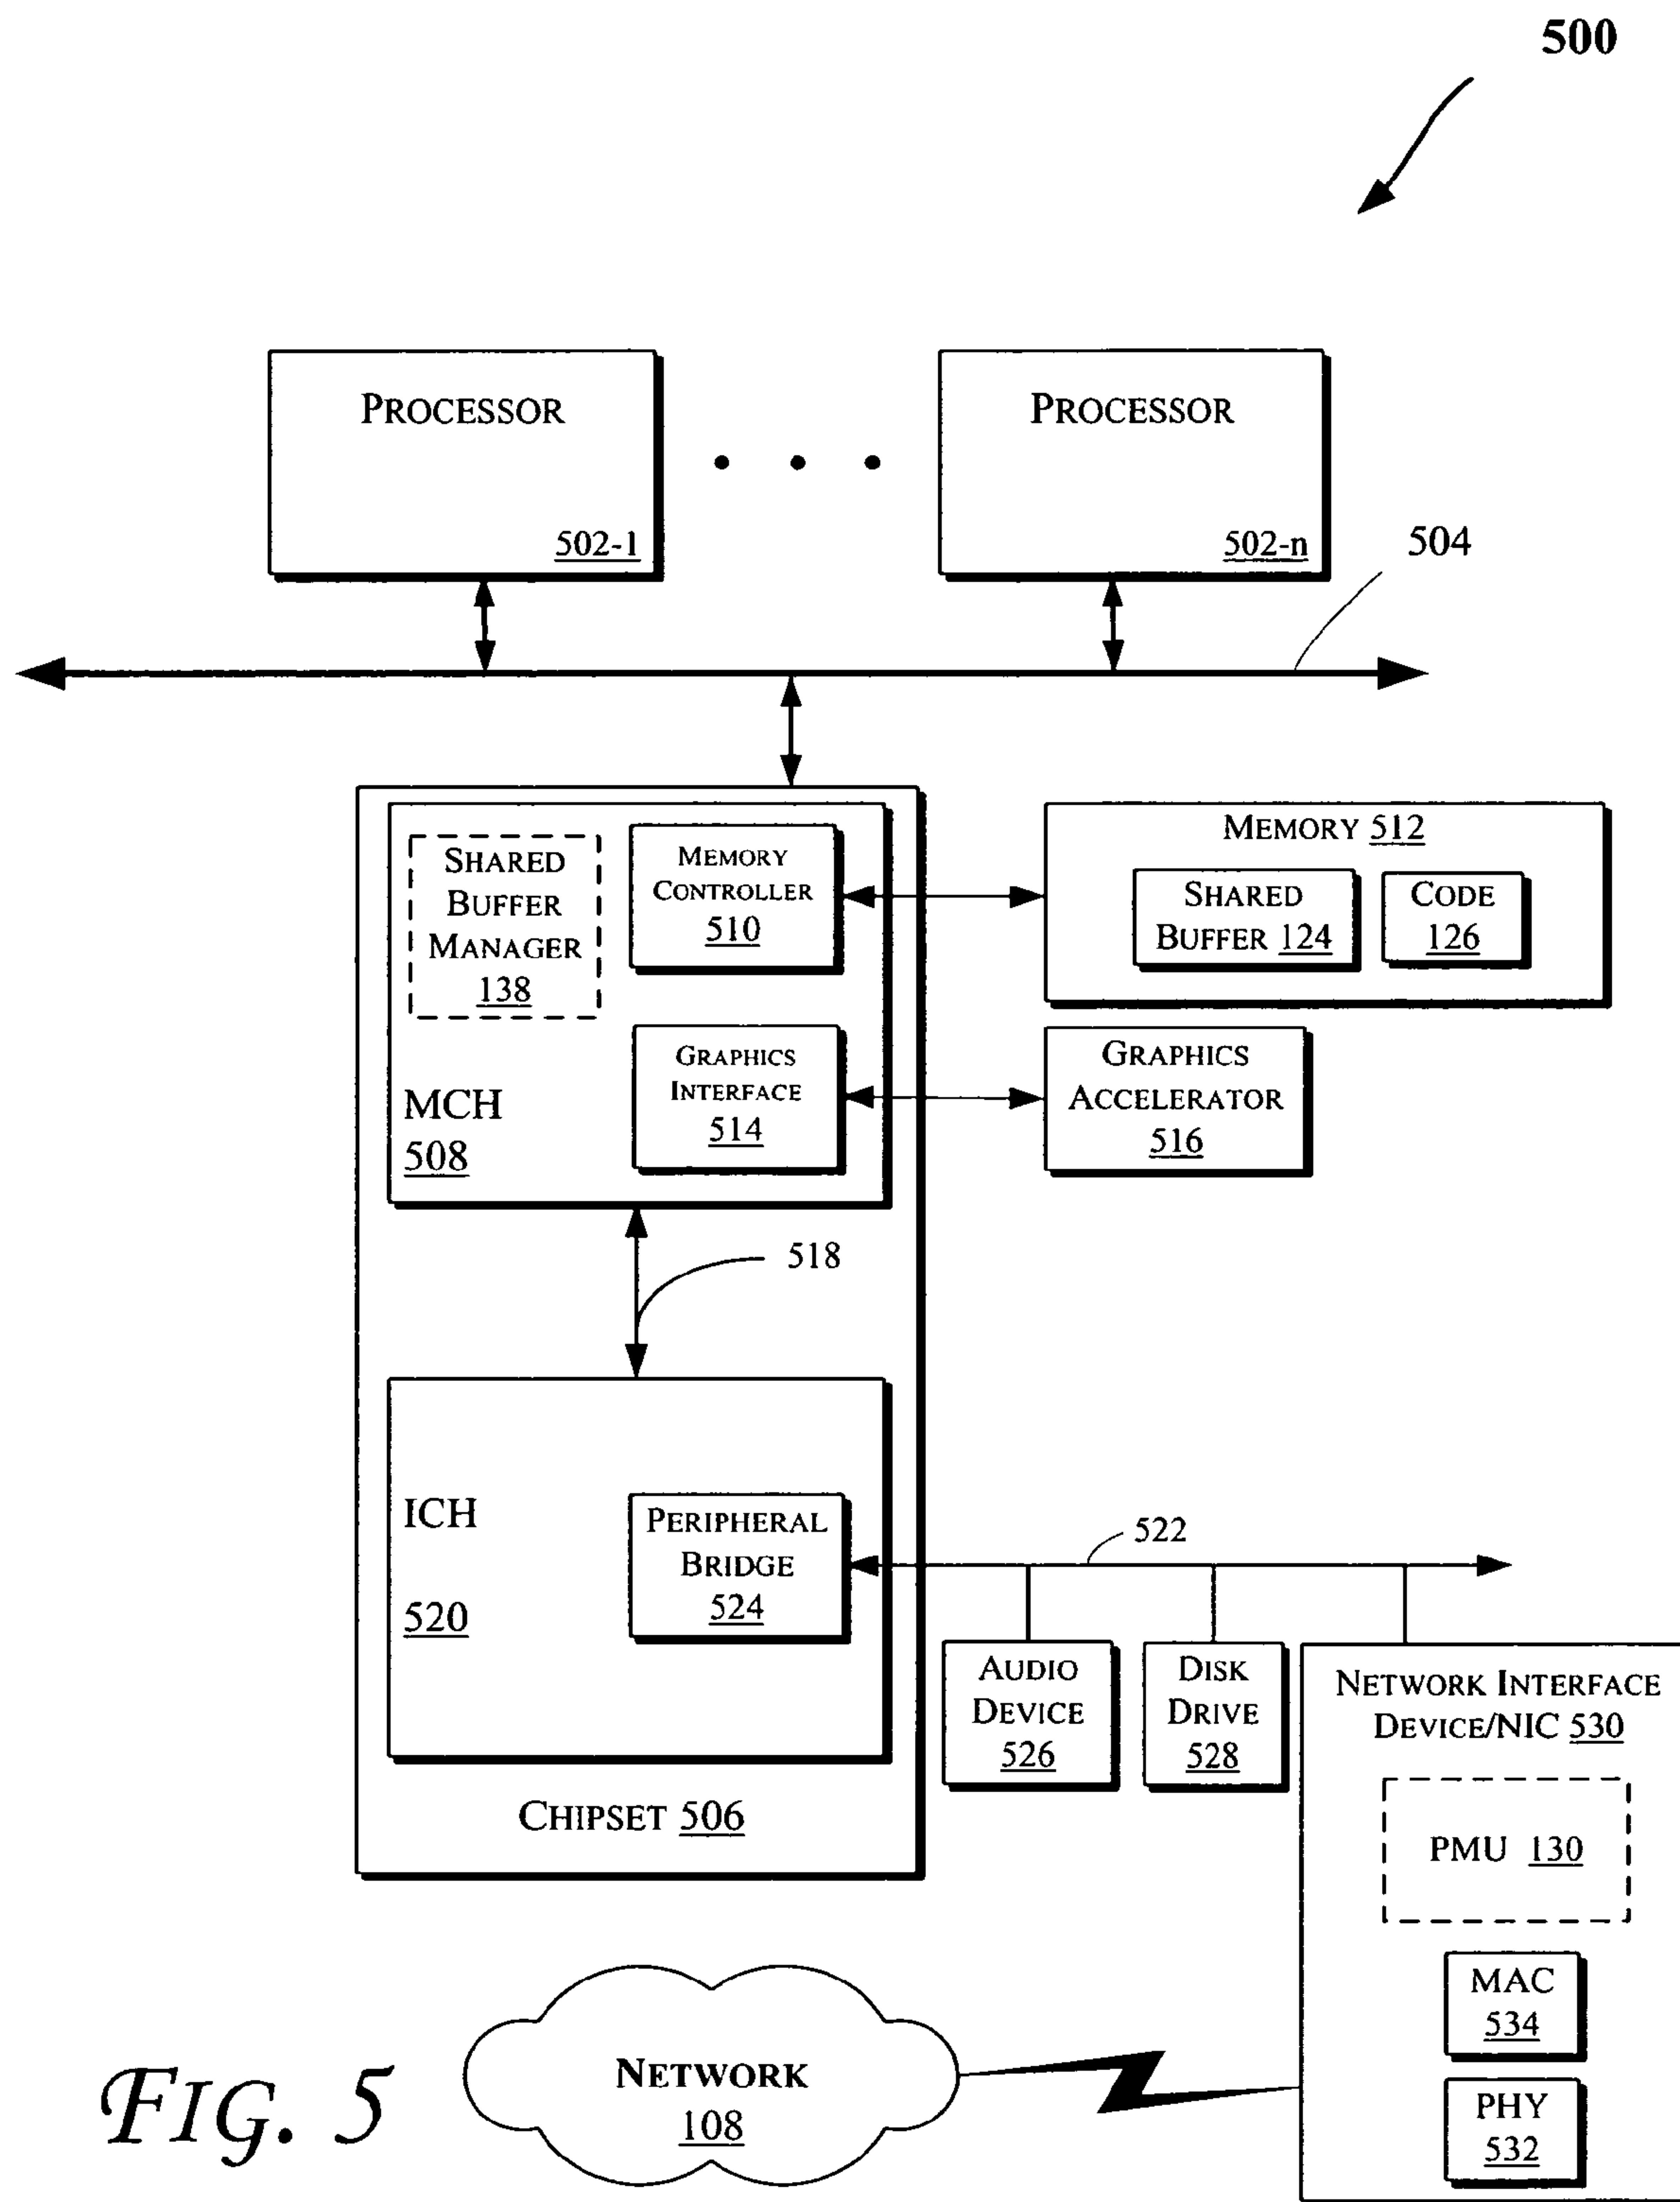 500
PROCESSOR
502-1
PROCESSOR
502-n
504
SHARED
BUFFER
MANAGER
138
MEMORY
CONTROLLER
510
MEMORY 512
SHARED
BUFFER 124
CODE
126
GRAPHICS
INTERFACE
514
GRAPHICS
ACCELERATOR
516
MCH
508
518
ICH
520
PERIPHERAL
BRIDGE
524
522
AUDIO
DEVICE
526
DISK
DRIVE
528
NETWORK INTERFACE
DEVICE/NIC 530
PMU 130
MAC
534
PHY
532
CHIPSET 506
NETWORK
108
FIG. 5